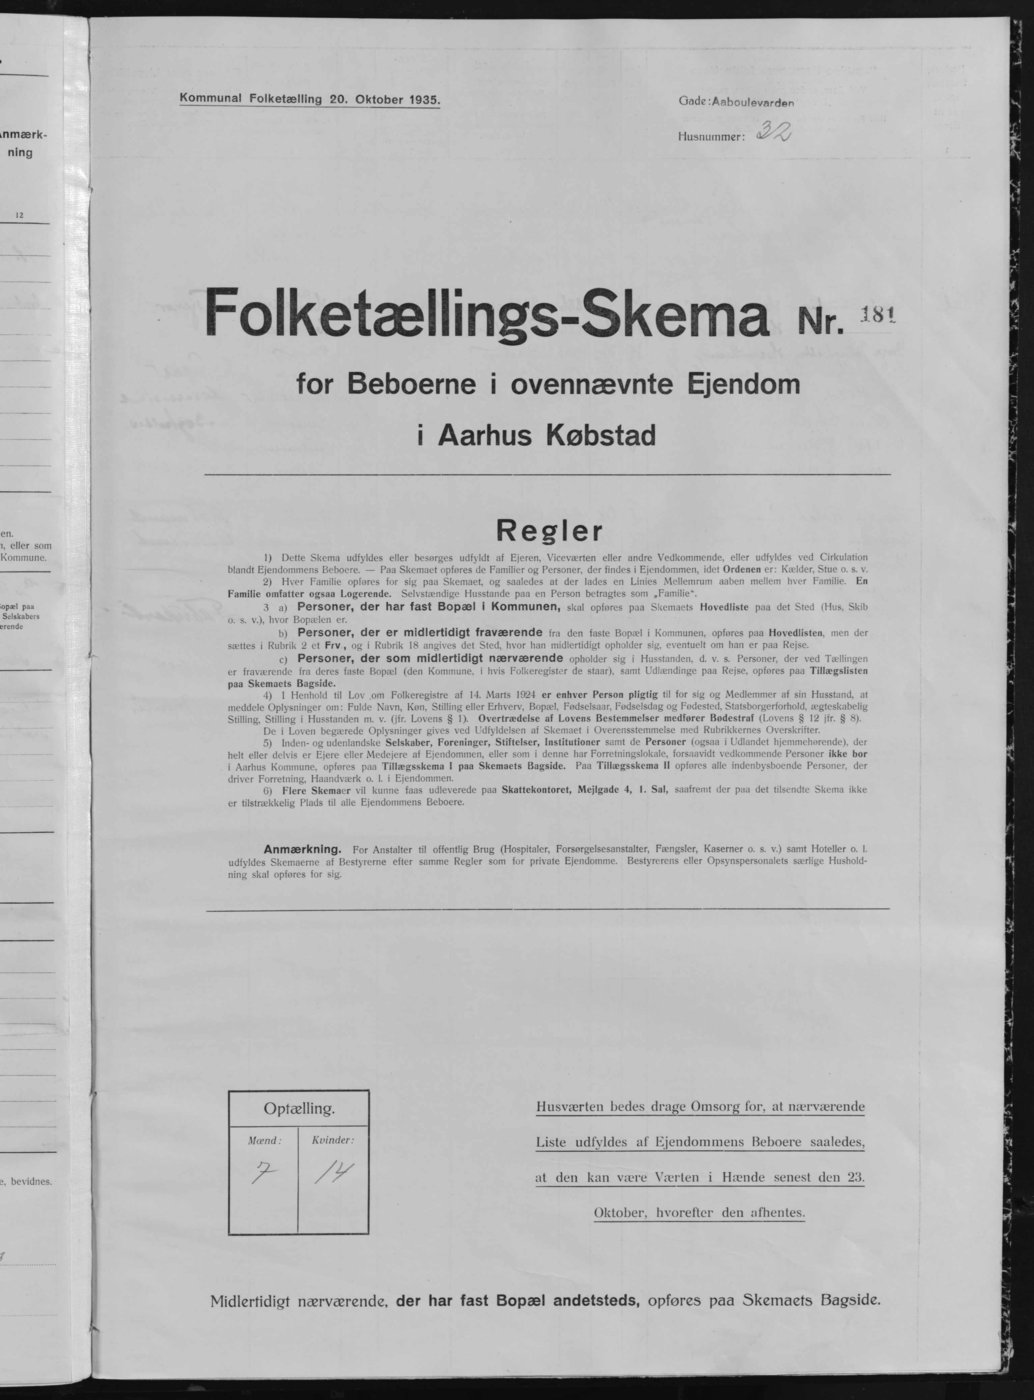 Anmærk-
ning
12
en.
n, eller som
Kommune.
Bopæl paa
Selskabers
ærende
e, bevidnes.
Kommunal Folketælling 20. Oktober 1935.
Gade: Aaboulevarden
Husnummer: 32
Folketællings-Skema Nr. 181
for Beboerne i ovennævnte Ejendom
i Aarhus Købstad
Regler
1) Dette Skema udfyldes eller besørges udfyldt af Ejeren, Viceværten eller andre Vedkommende, eller udfyldes ved Cirkulation
blandt Ejendommens Beboere. — Paa Skemaet opføres de Familier og Personer, der findes i Ejendommen, idet Ordenen er: Kælder, Stue o. s. v.
2) Hver Familie opføres for sig paa Skemaet, og saaledes at der lades en Linies Mellemrum aaben mellem hver Familie. En
Familie omfatter ogsaa Logerende. Selvstændige Husstande paa en Person betragtes som „Familie“.
3 a) Personer, der har fast Bopæl i Kommunen, skal opføres paa Skemaets Hovedliste paa det Sted (Hus, Skib
o. s. v.), hvor Bopælen er.
b) Personer, der er midlertidigt fraværende fra den faste Bopæl i Kommunen, opføres paa Hovedlisten, men der
sættes i Rubrik 2 et Frv., og i Rubrik 18 angives det Sted, hvor han midlertidigt opholder sig, eventuelt om han er paa Rejse.
c) Personer, der som midlertidigt nærværende opholder sig i Husstanden, d. v. s. Personer, der ved Tællingen
er fraværende fra deres faste Bopæl (den Kommune, i hvis Folkeregister de staar), samt Udlændinge paa Rejse, opføres paa Tillægslisten
paa Skemaets Bagside.
4) I Henhold til Lov om Folkeregistre af 14. Marts 1924 er enhver Person pligtig til for sig og Medlemmer af sin Husstand, at
meddele Oplysninger om: Fulde Navn, Køn, Stilling eller Erhverv, Bopæl, Fødselsaar, Fødselsdag og Fødested, Statsborgerforhold, ægteskabelig
Stilling, Stilling i Husstanden m. v. (jfr. Lovens § 1). Overtrædelse af Lovens Bestemmelser medfører Bødestraf (Lovens § 12 jfr. § 8).
De i Loven begærede Oplysninger gives ved Udfyldelsen af Skemaet i Overensstemmelse med Rubrikkernes Overskrifter.
5) Inden- og udenlandske Selskaber, Foreninger, Stiftelser, Institutioner samt de Personer (ogsaa i Udlandet hjemmehørende), der
helt eller delvis er Ejere eller Medejere af Ejendommen, eller som i denne har Forretningslokale, forsaavidt vedkommende Personer ikke bor
i Aarhus Kommune, opføres paa Tillægsskema I paa Skemaets Bagside. Paa Tillægsskema II opføres alle indenbysboende Personer, der
driver Forretning, Haandværk o. l. i Ejendommen.
6) Flere Skemaer vil kunne faas udleverede paa Skattekontoret, Mejlgade 4, 1. Sal, saafremt der paa det tilsendte Skema ikke
er tilstrækkelig Plads til alle Ejendommens Beboere.
Anmærkning. For Anstalter til offentlig Brug (Hospitaler, Forsørgelsesanstalter, Fængsler, Kaserner o. s. v.) samt Hoteller o. l.
udfyldes Skemaerne af Bestyrerne efter samme Regler som for private Ejendomme. Bestyrerens eller Opsynspersonalets særlige Hushold-
ning skal opføres for sig.
Optælling.
Mænd: Kvinder:
7 14
Husværten bedes drage Omsorg for, at nærværende
Liste udfyldes af Ejendommens Beboere saaledes,
at den kan være Værten i Hænde senest den 23.
Oktober, hvorefter den afhentes.
Midlertidigt nærværende, der har fast Bopæl andetsteds, opføres paa Skemaets Bagside.